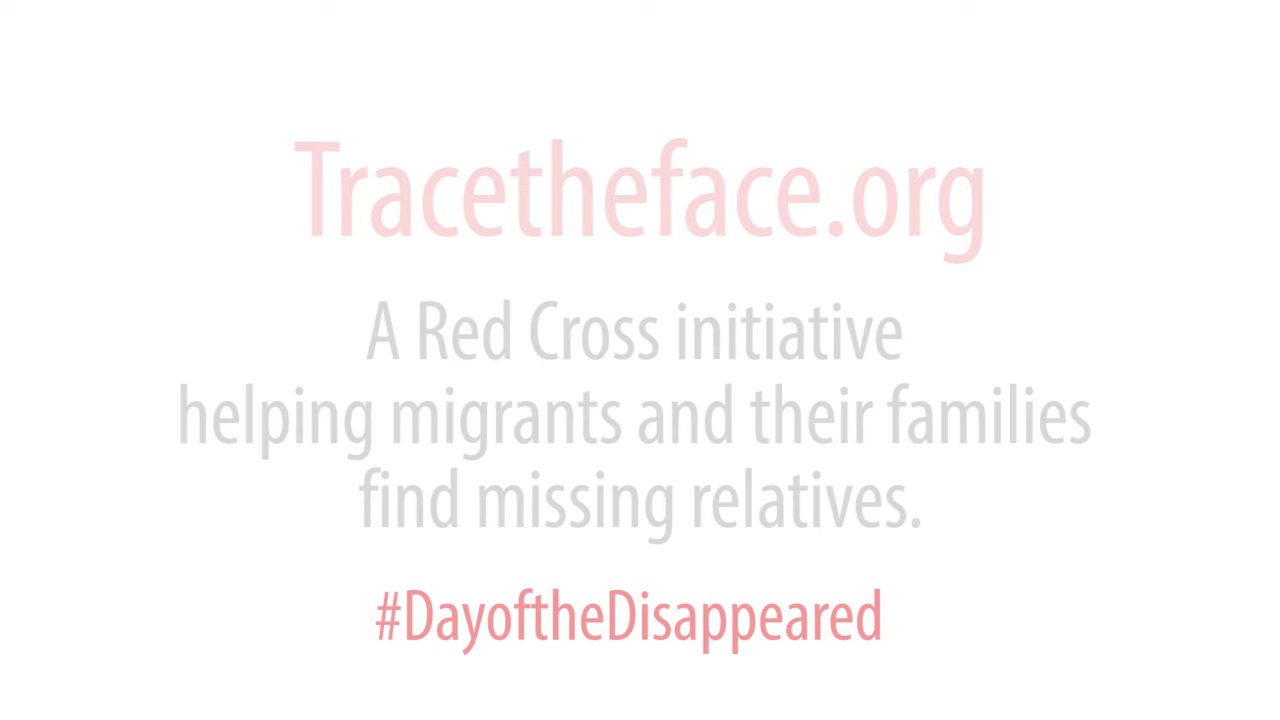 Tracetheface.org
A Red Cross initiative
helping migrants and their families
find missing relatives.
#DayoftheDisappeared